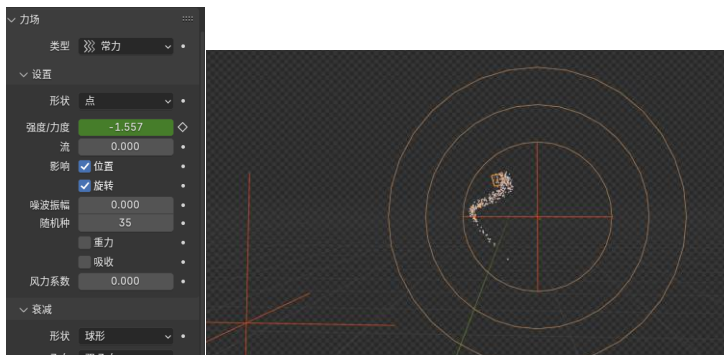 力场
类型 常力
设置
形状 点
强度/力度 -1.557
流 0.000
影响 位置
旋转
噪波振幅 0.000
随机种 35
重力
吸收
风力系数 0.000
衰减
形状 球形